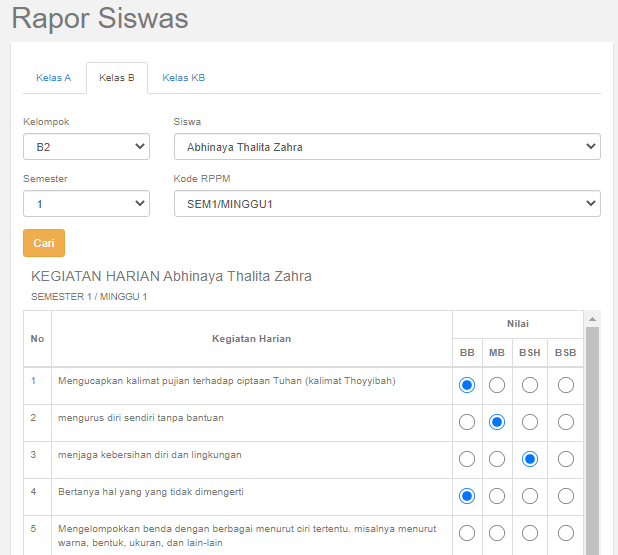 Rapor Siswas
Kelas A Kelas B Kelas KB
Kelompok Siswa
B2 Abhinaya Thalita Zahra
Semester Kode RPPM
1 SEM1/MINGGU1
Cari
KEGIATAN HARIAN Abhinaya Thalita Zahra
SEMESTER 1 / MINGGU 1
No Kegiatan Harian Nilai
BB MB BSH BSB
1 Mengucapkan kalimat pujian terhadap ciptaan Tuhan (kalimat Thoyyibah)
2 mengurus diri sendiri tanpa bantuan
3 menjaga kebersihan diri dan lingkungan
4 Bertanya hal yang yang tidak dimengerti
5 Mengelompokkan benda dengan berbagai menurut ciri tertentu. misalnya menurut
warna, bentuk, ukuran, dan lain-lain